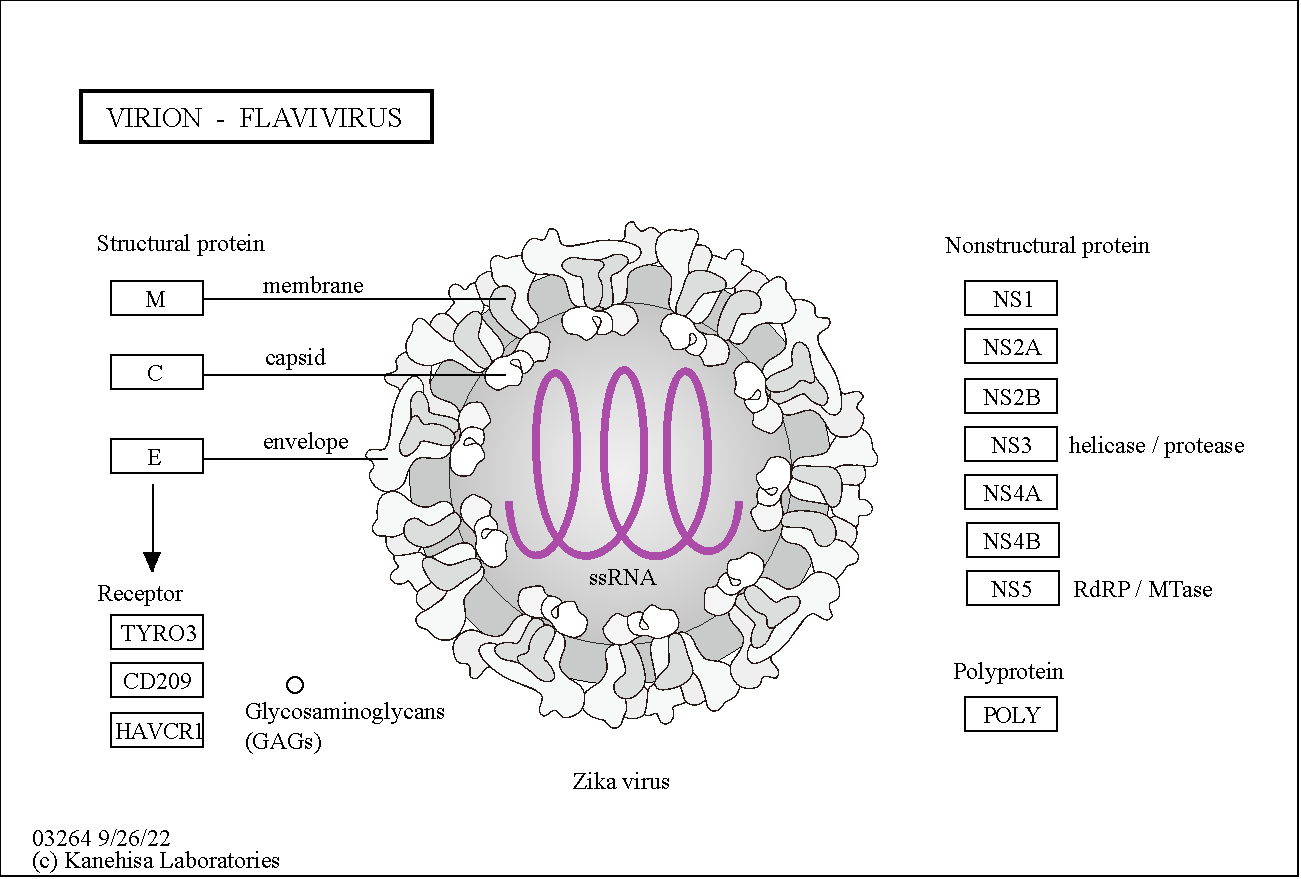 VIRION - FLAVIVIRUS
Structural protein
M
membrane
C
capsid
E
envelope
Receptor
TYRO3
CD209
HAVCR1
Glycosaminoglycans
(GAGs)
ssRNA
Zika virus
Nonstructural protein
NS1
NS2A
NS2B
NS3
helicase / protease
NS4A
NS4B
NS5
RdRP / MTase
Polyprotein
POLY
03264 9/26/22
(c) Kanehisa Laboratories